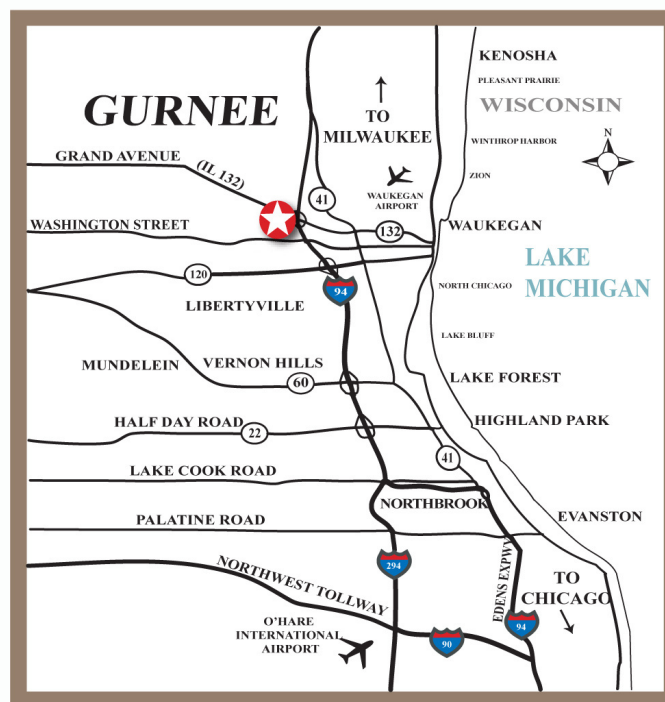 KENOSHA
PLEASANT PRAIRIE
GURNEE
WISCONSIN
TO
MILWAUKEE
WINTHROP HARBOR
N
GRAND AVENUE
(IL 132)
ZION
41
WAUKEGAN
AIRPORT
WASHINGTON STREET
132
WAUKEGAN
LAKE
MICHIGAN
120
94
NORTH CHICAGO
LIBERTYVILLE
LAKE BLUFF
MUNDELEIN
VERNON HILLS
60
LAKE FOREST
HALF DAY ROAD
22
HIGHLAND PARK
41
LAKE COOK ROAD
NORTHBROOK
PALATINE ROAD
EVANSTON
EDENS EXPWY
NORTHWEST TOLLWAY
294
TO
CHICAGO
O'HARE
INTERNATIONAL
AIRPORT
90
94